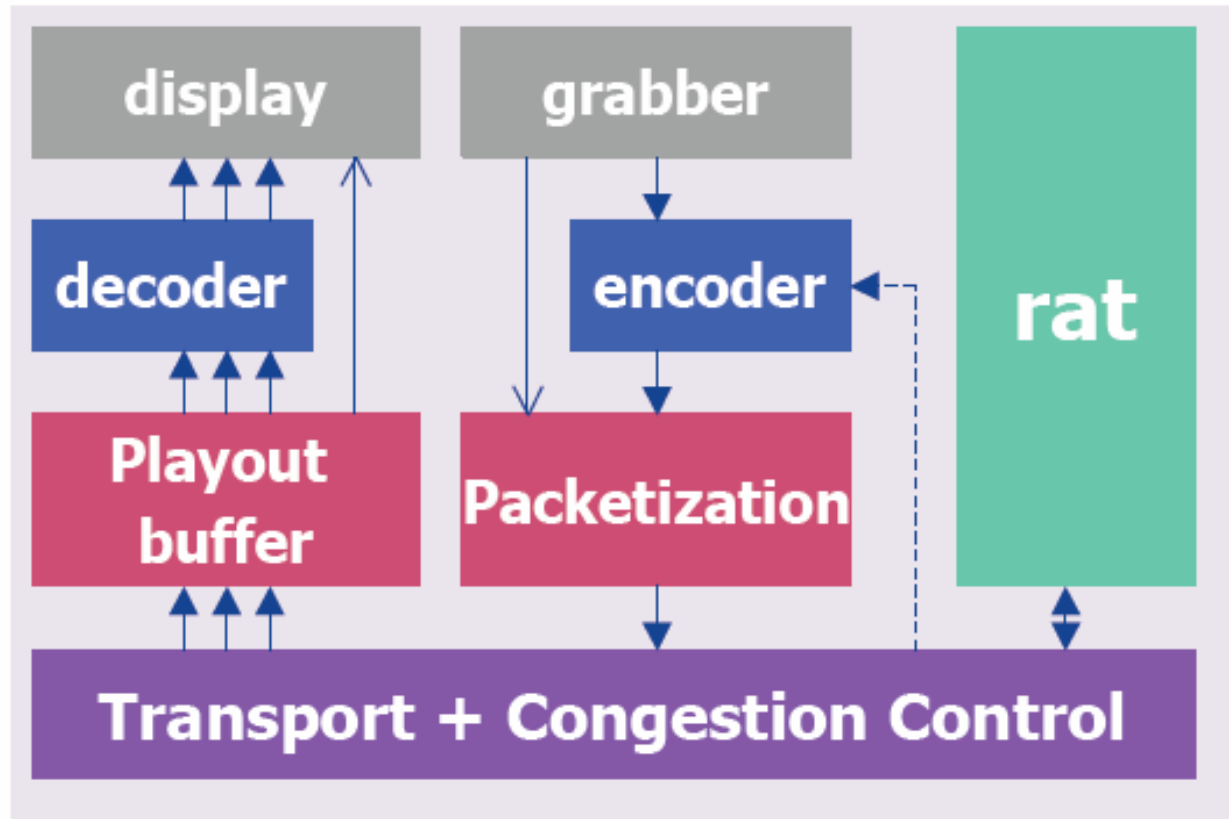 display
grabber
decoder
encoder
rat
Playout
buffer
Packetization
Transport + Congestion Control